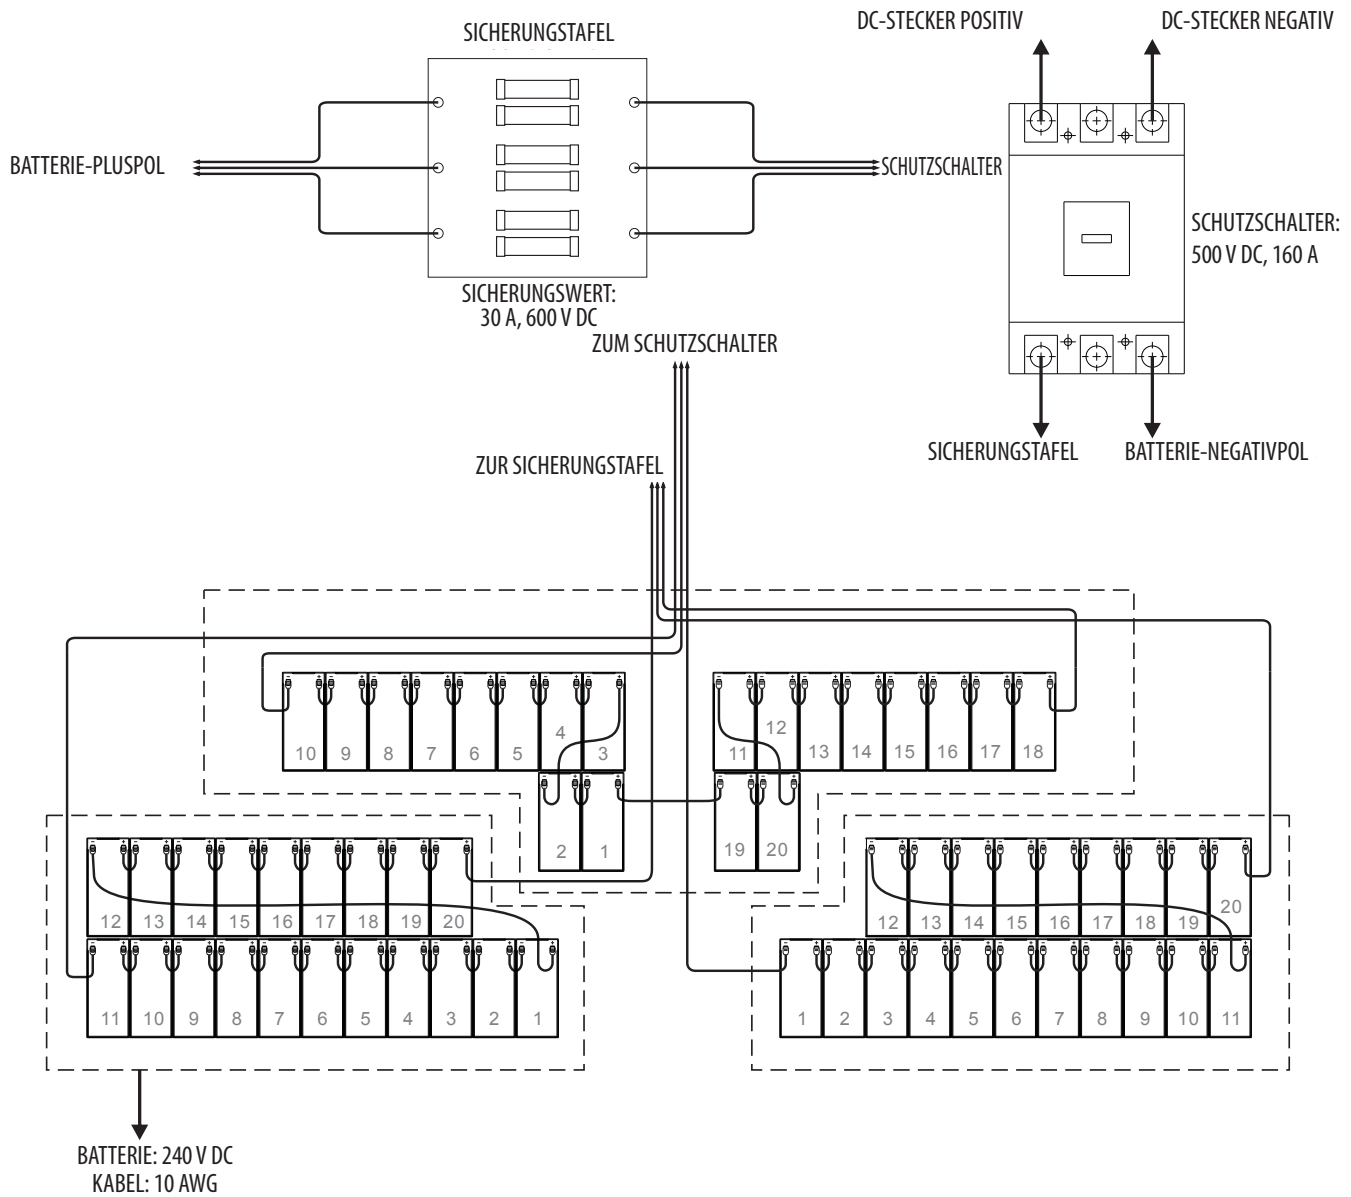 DC-STECKER POSITIV
DC-STECKER NEGATIV
SICHERUNGSTAFEL
BATTERIE-PLUSPOL
SCHUTZSCHALTER
SCHUTZSCHALTER:
500 V DC, 160 A
SICHERUNGSWERT:
30 A, 600 V DC
ZUM SCHUTZSCHALTER
SICHERUNGSTAFEL
BATTERIE-NEGATIVPOL
ZUR SICHERUNGSTAFEL
10 9 8 7 6 5 4 3
11 12 13 14 15 16 17 18
2 1
19 20
12 13 14 15 16 17 18 19 20
12 13 14 15 16 17 18 19 20
11 10 9 8 7 6 5 4 3 2 1
1 2 3 4 5 6 7 8 9 10 11
BATTERIE: 240 V DC
KABEL: 10 AWG